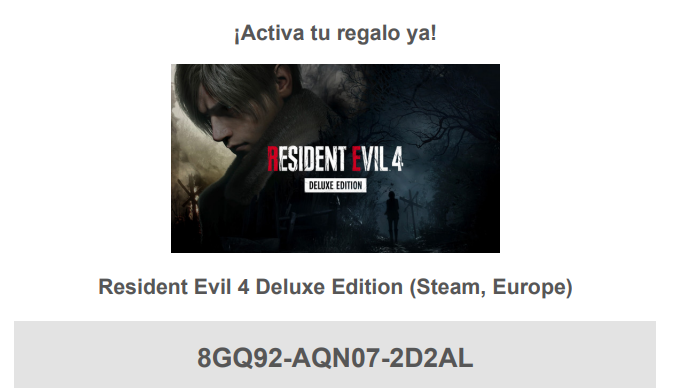 ¡Activa tu regalo ya!
RESIDENT EVIL 4
DELUXE EDITION
Resident Evil 4 Deluxe Edition (Steam, Europe)
8GQ92-AQN07-2D2AL